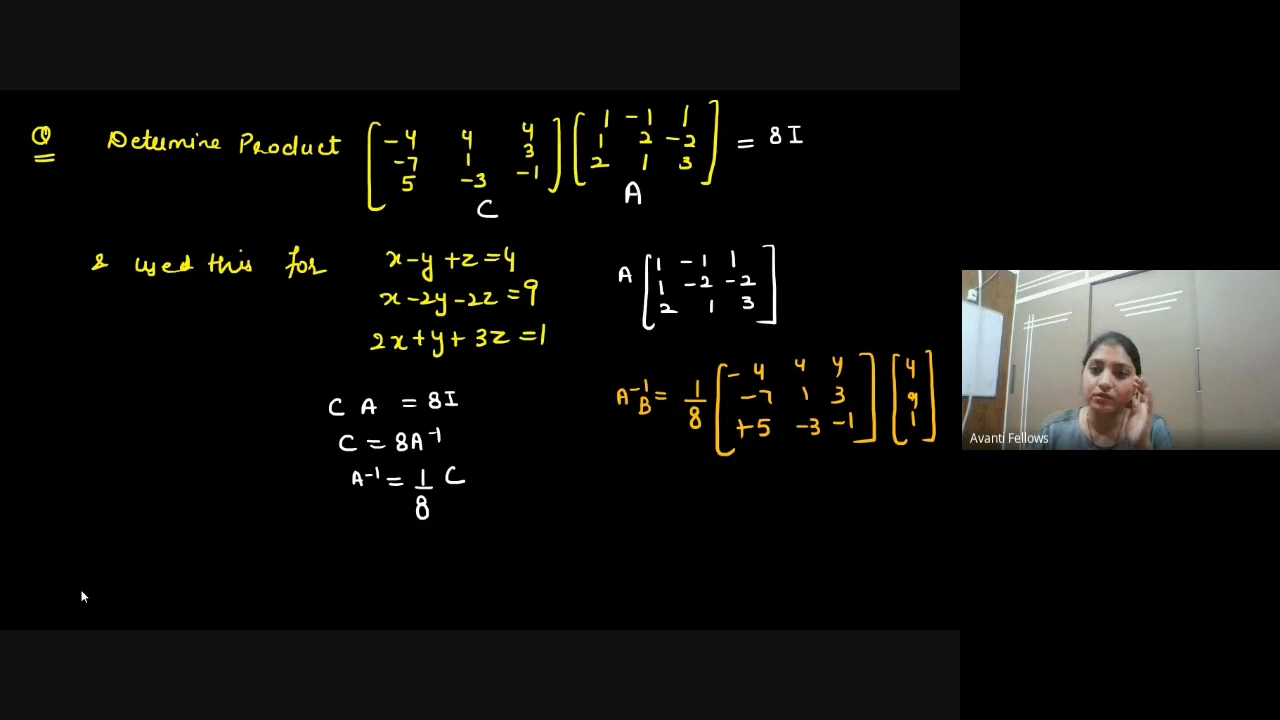 Q Determine Product [-4 4 4 -7 1 3 5 -3 -1] [1 -1 1 1 2 -2 2 1 3] = 8I
C A
& used this for x-y+z=4
x-2y-2z=9
2x+y+3z=1
A [1 -1 1 1 -2 -2 2 1 3]
C A = 8I
C = 8A⁻¹
A⁻¹ = 1/8 C
A⁻¹B = 1/8 [-4 4 4 -7 1 3 +5 -3 -1] [4 9 1]
Avanti Fellows